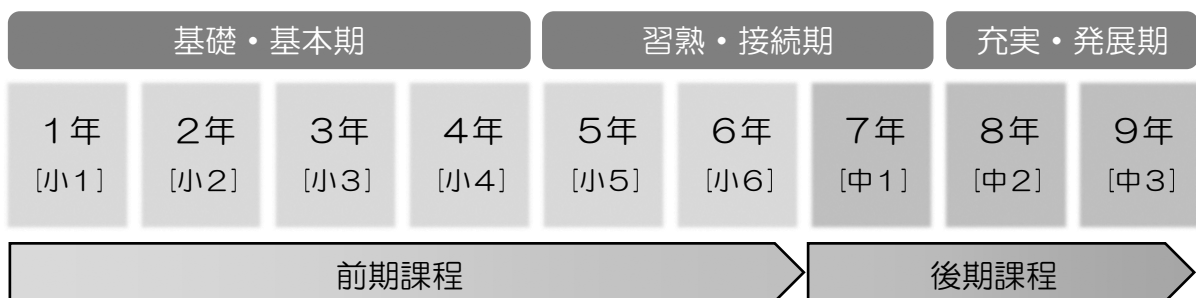 基礎・基本期 習熟・接続期 充実・発展期
１年 ２年 ３年 ４年 ５年 ６年 ７年 ８年 ９年
[小１] [小２] [小３] [小４] [小５] [小６] [中１] [中２] [中３]
前期課程 後期課程